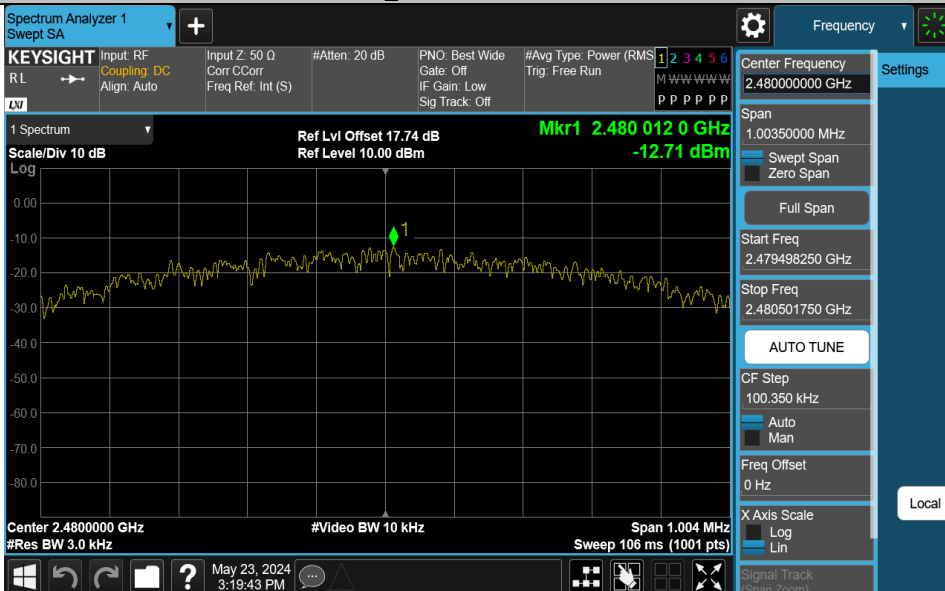 Spectrum Analyzer 1
Swept SA
+
Frequency
KEYSIGHT
RL
LXI
Input: RF
Coupling: DC
Align: Auto
Input Z: 50 Ω
Corr CCorr
Freq Ref: Int (S)
#Atten: 20 dB
PNO: Best Wide
Gate: Off
IF Gain: Low
Sig Track: Off
#Avg Type: Power (RMS
Trig: Free Run
1 2 3 4 5 6
M W W W W W
P P P P P P
1 Spectrum
Scale/Div 10 dB
Ref Lvl Offset 17.74 dB
Ref Level 10.00 dBm
Mkr1 2.480 012 0 GHz
-12.71 dBm
Log
0.00
-10.0
-20.0
-30.0
-40.0
-50.0
-60.0
-70.0
-80.0
1
Center 2.4800000 GHz
#Res BW 3.0 kHz
#Video BW 10 kHz
Span 1.004 MHz
Sweep 106 ms (1001 pts)
?
May 23, 2024
3:19:43 PM
Center Frequency
2.480000000 GHz
Span
1.00350000 MHz
Swept Span
Zero Span
Full Span
Start Freq
2.479498250 GHz
Stop Freq
2.480501750 GHz
AUTO TUNE
CF Step
100.350 kHz
Auto
Man
Freq Offset
0 Hz
X Axis Scale
Log
Lin
Signal Track
(Span Zoom)
Settings
Local